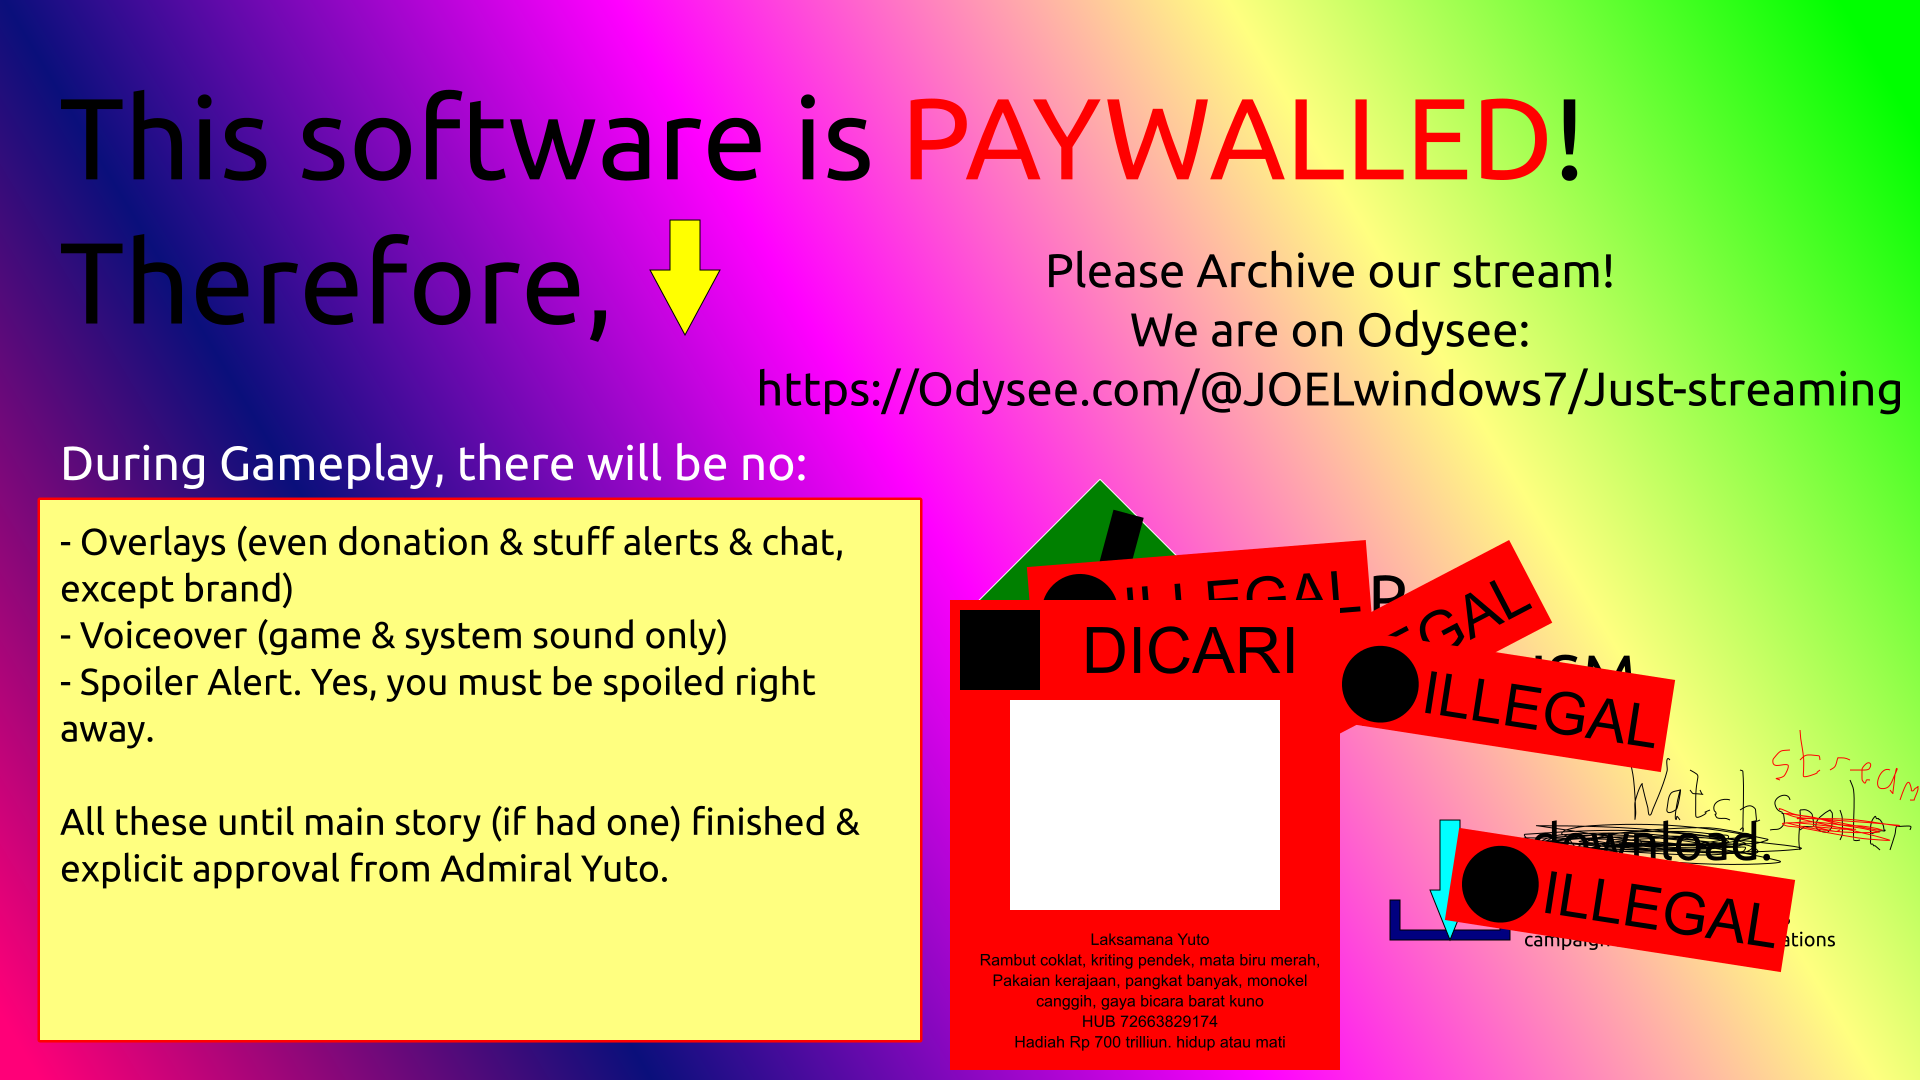 This software is PAYWALLED!
Therefore,
Please Archive our stream!
We are on Odysee:
https://Odysee.com/@JOELwindows7/Just-streaming
During Gameplay, there will be no:
- Overlays (even donation & stuff alerts & chat,
except brand)
- Voiceover (game & system sound only)
- Spoiler Alert. Yes, you must be spoiled right
away.
All these until main story (if had one) finished &
explicit approval from Admiral Yuto.
ILLEGAL
DICARI
ILLEGAL
Laksamana Yuto
Rambut coklat, kriting pendek, mata biru merah,
Pakaian kerajaan, pangkat banyak, monokel
canggih, gaya bicara barat kuno
HUB 72663829174
Hadiah Rp 700 trilliun. hidup atau mati
stream
Watch Spoiler
download.
ILLEGAL